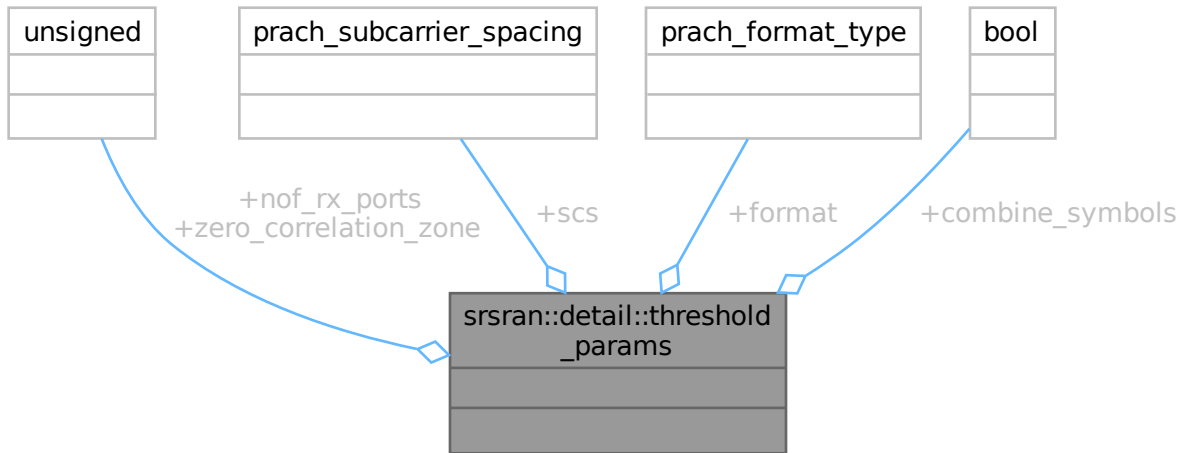 unsigned
prach_subcarrier_spacing
prach_format_type
bool
+nof_rx_ports
+zero_correlation_zone
+scs
+format
+combine_symbols
srsran::detail::threshold
_params